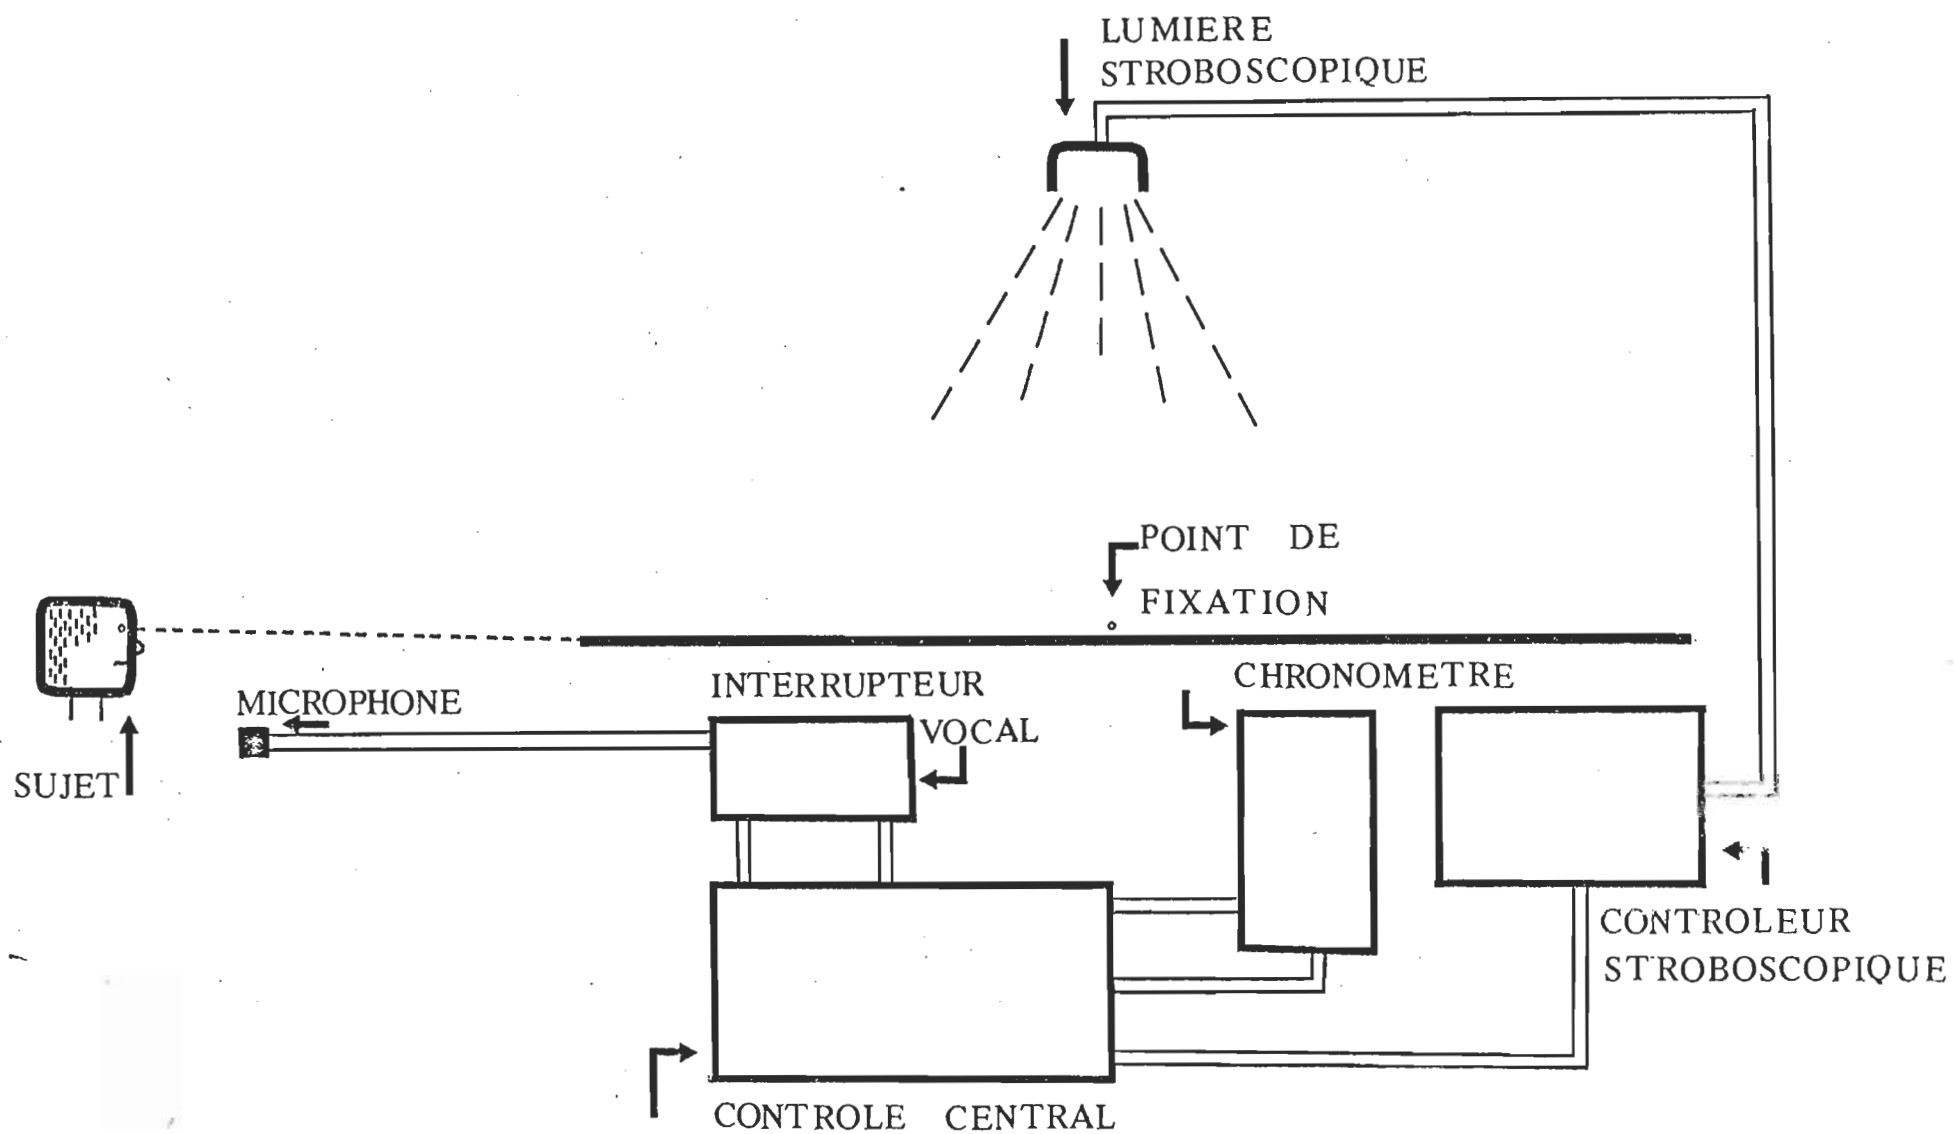 LUMIERE
STROBOSCOPIQUE
POINT DE
FIXATION
INTERRUPTEUR
VOCAL
CHRONOMETRE
MICROPHONE
SUJET
CONTROLEUR
STROBOSCOPIQUE
CONTROLE CENTRAL